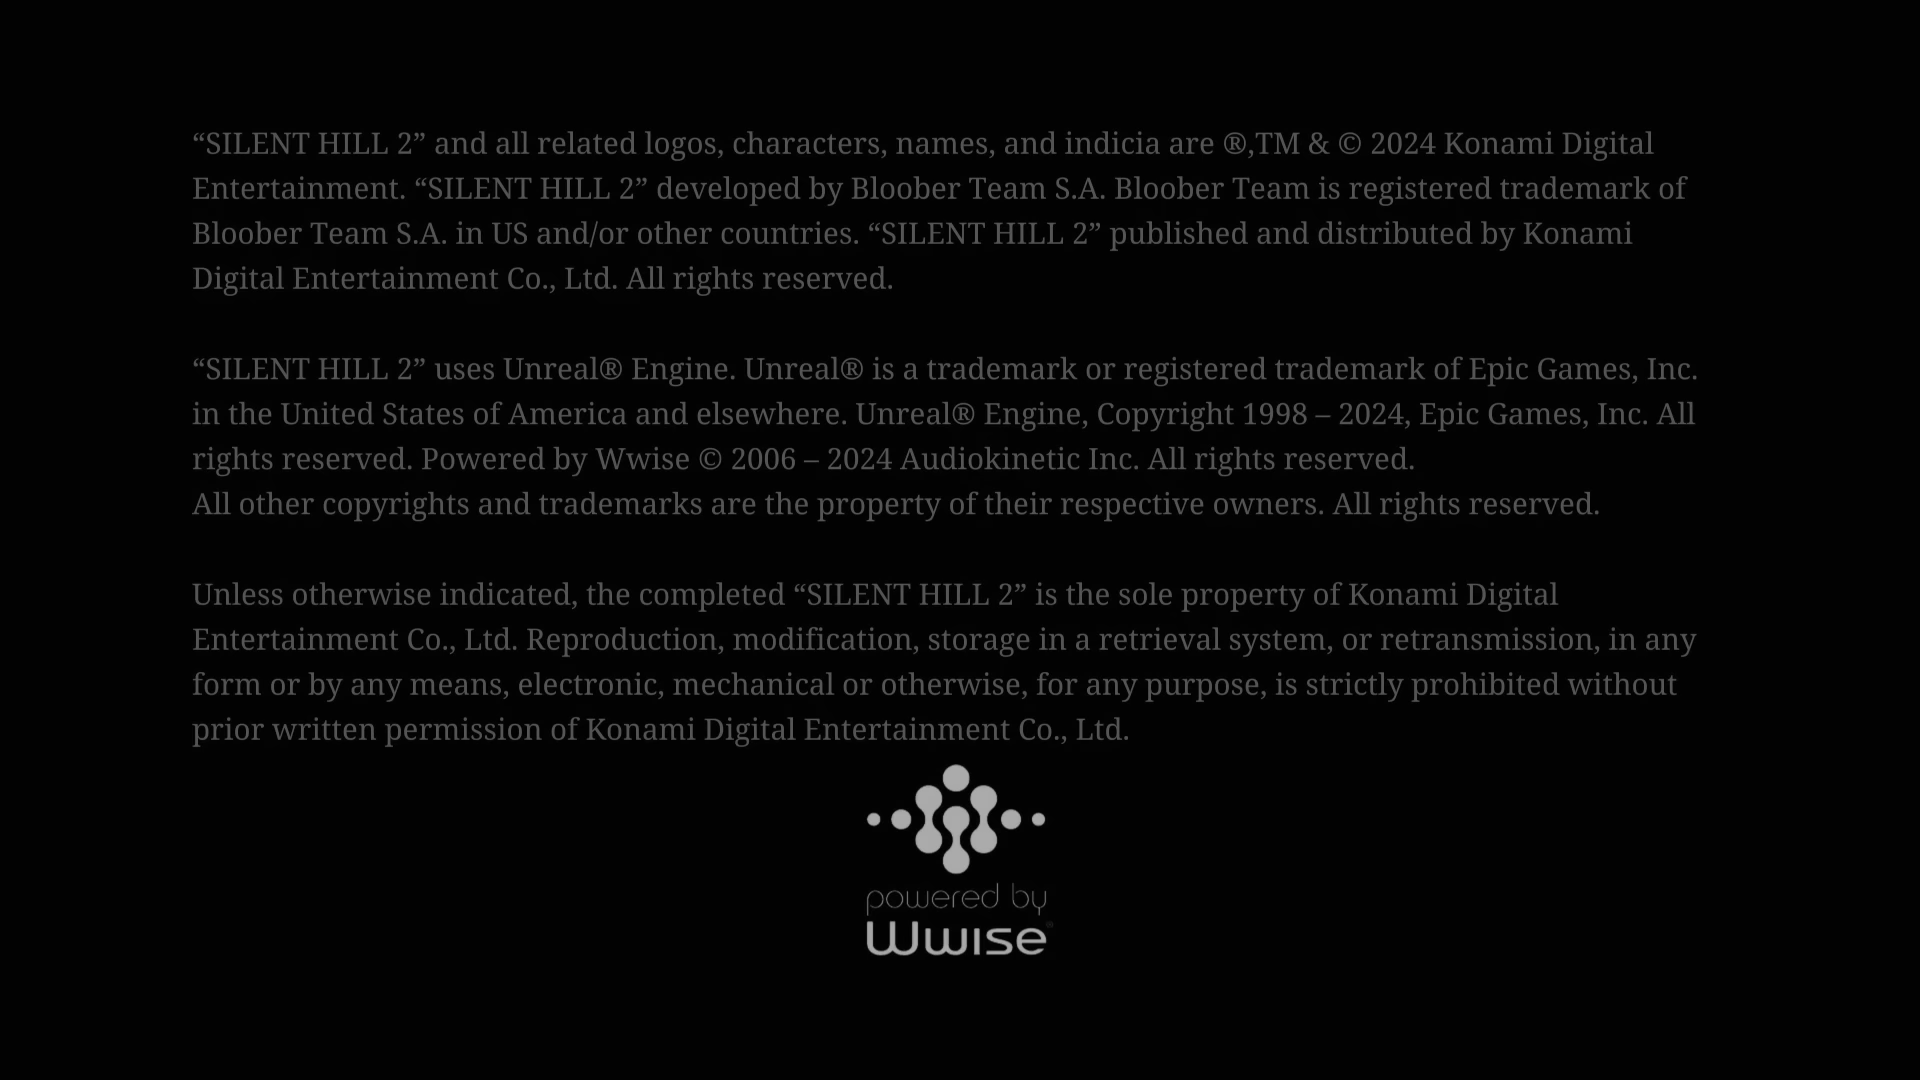 “SILENT HILL 2” and all related logos, characters, names, and indicia are ®,TM & © 2024 Konami Digital
Entertainment. “SILENT HILL 2” developed by Bloober Team S.A. Bloober Team is registered trademark of
Bloober Team S.A. in US and/or other countries. “SILENT HILL 2” published and distributed by Konami
Digital Entertainment Co., Ltd. All rights reserved.
“SILENT HILL 2” uses Unreal® Engine. Unreal® is a trademark or registered trademark of Epic Games, Inc.
in the United States of America and elsewhere. Unreal® Engine, Copyright 1998 – 2024, Epic Games, Inc. All
rights reserved. Powered by Wwise © 2006 – 2024 Audiokinetic Inc. All rights reserved.
All other copyrights and trademarks are the property of their respective owners. All rights reserved.
Unless otherwise indicated, the completed “SILENT HILL 2” is the sole property of Konami Digital
Entertainment Co., Ltd. Reproduction, modification, storage in a retrieval system, or retransmission, in any
form or by any means, electronic, mechanical or otherwise, for any purpose, is strictly prohibited without
prior written permission of Konami Digital Entertainment Co., Ltd.
powered by
Wwise